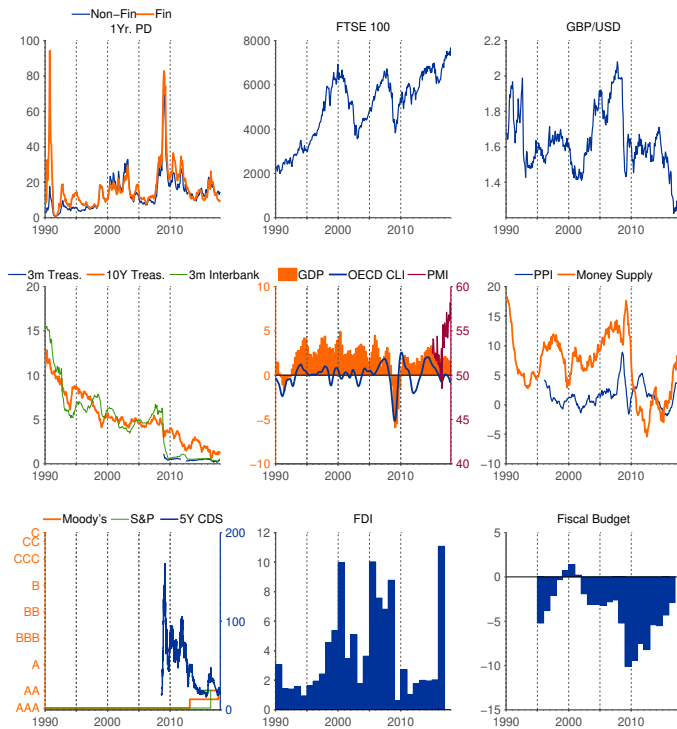 Non-Fin Fin
1Yr. PD FTSE 100 GBP/USD
100 8000 2.2
80 2
6000
60 1.8
4000
40 1.6
2000
20 1.4
0 0
1990 2000 2010 1990 2000 2010 1990 2000 2010
3m Treas. 10Y Treas. 3m Interbank GDP OECD CLI PMI PPI Money Supply
20 10 60 20
15 5 55 15
10
10 0 50 5
5 −5 45 0
−5
0 −10 40 −10
1990 2000 2010 1990 2000 2010 1990 2000 2010
Moody's S&P 5Y CDS FDI Fiscal Budget
C 200 12 5
CC
CCC 10
B 8 0
BB 100 6 −5
BBB 4
A −10
AA 2
AAA 0 0 −15
1990 2000 2010 1990 2000 2010 1990 2000 2010